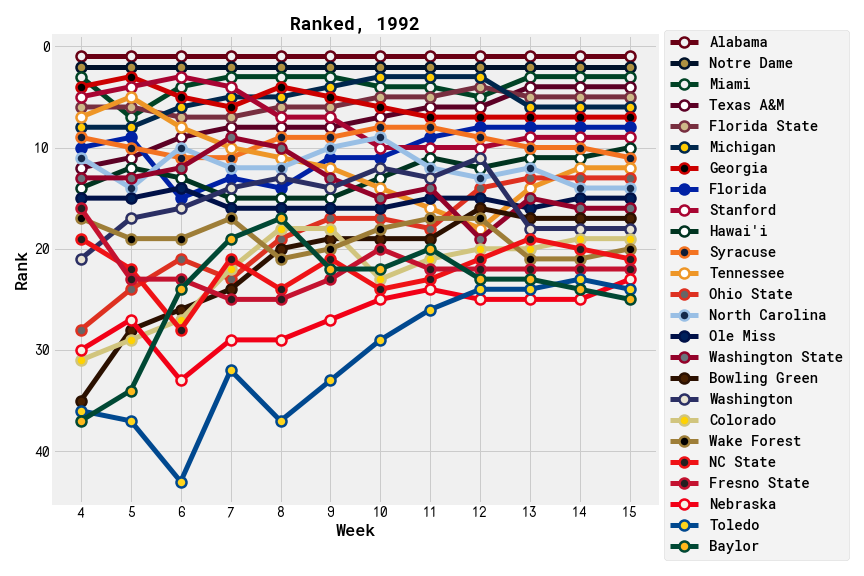 Ranked, 1992
0
10
20
30
40
Rank
4 5 6 7 8 9 10 11 12 13 14 15
Week
Alabama
Notre Dame
Miami
Texas A&M
Florida State
Michigan
Georgia
Florida
Stanford
Hawai'i
Syracuse
Tennessee
Ohio State
North Carolina
Ole Miss
Washington State
Bowling Green
Washington
Colorado
Wake Forest
NC State
Fresno State
Nebraska
Toledo
Baylor